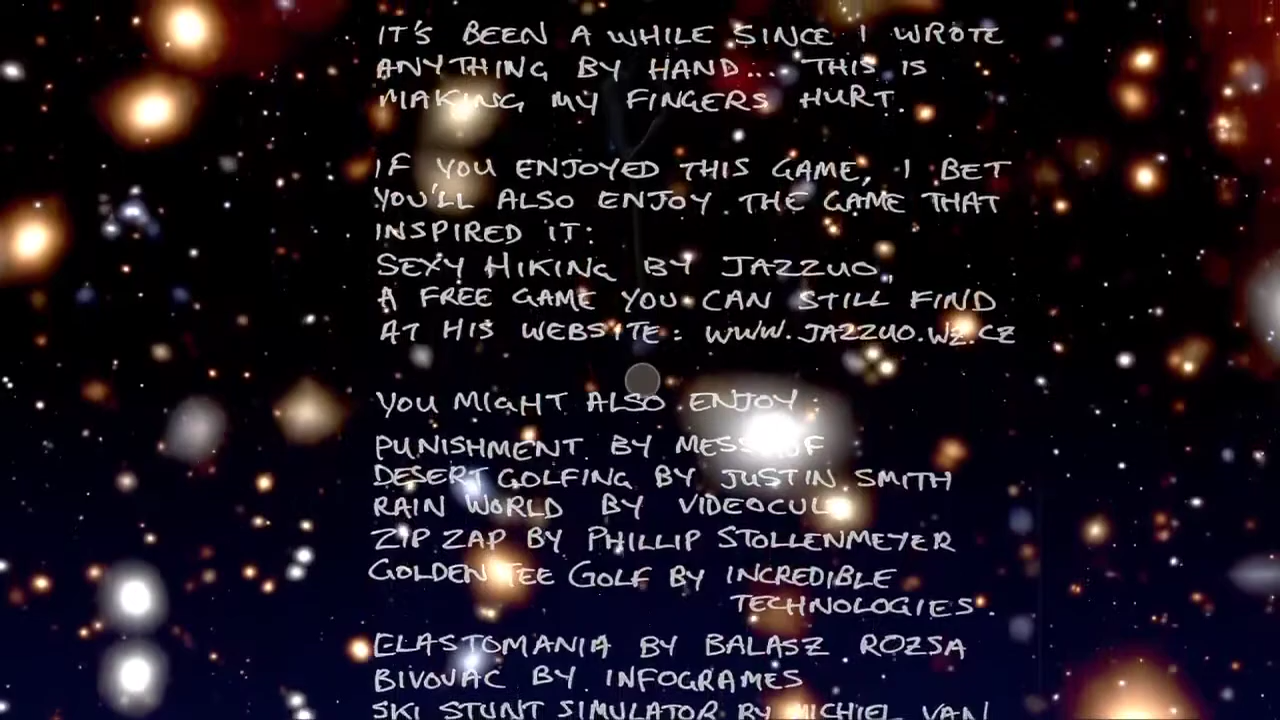 IT'S BEEN A WHILE SINCE I WROTE
ANYTHING BY HAND... THIS IS
MAKING MY FINGERS HURT.
IF YOU ENJOYED THIS GAME, I BET
YOU'LL ALSO ENJOY THE GAME THAT
INSPIRED IT:
SEXY HIKING BY JAZZUO,
A FREE GAME YOU CAN STILL FIND
AT HIS WEBSITE: WWW.JAZZUO.WZ.CZ
YOU MIGHT ALSO ENJOY:
PUNISHMENT BY MESSHOF
DESERT GOLFING BY JUSTIN SMITH
RAIN WORLD BY VIDEOCULT
ZIP ZAP BY PHILLIP STOLLENMEYER
GOLDEN TEE GOLF BY INCREDIBLE
TECHNOLOGIES.
ELASTOMANIA BY BALASZ ROZSA
BIVOUAC BY INFOGRAMES
SKI STUNT SIMULATOR BY MICHIEL VAN